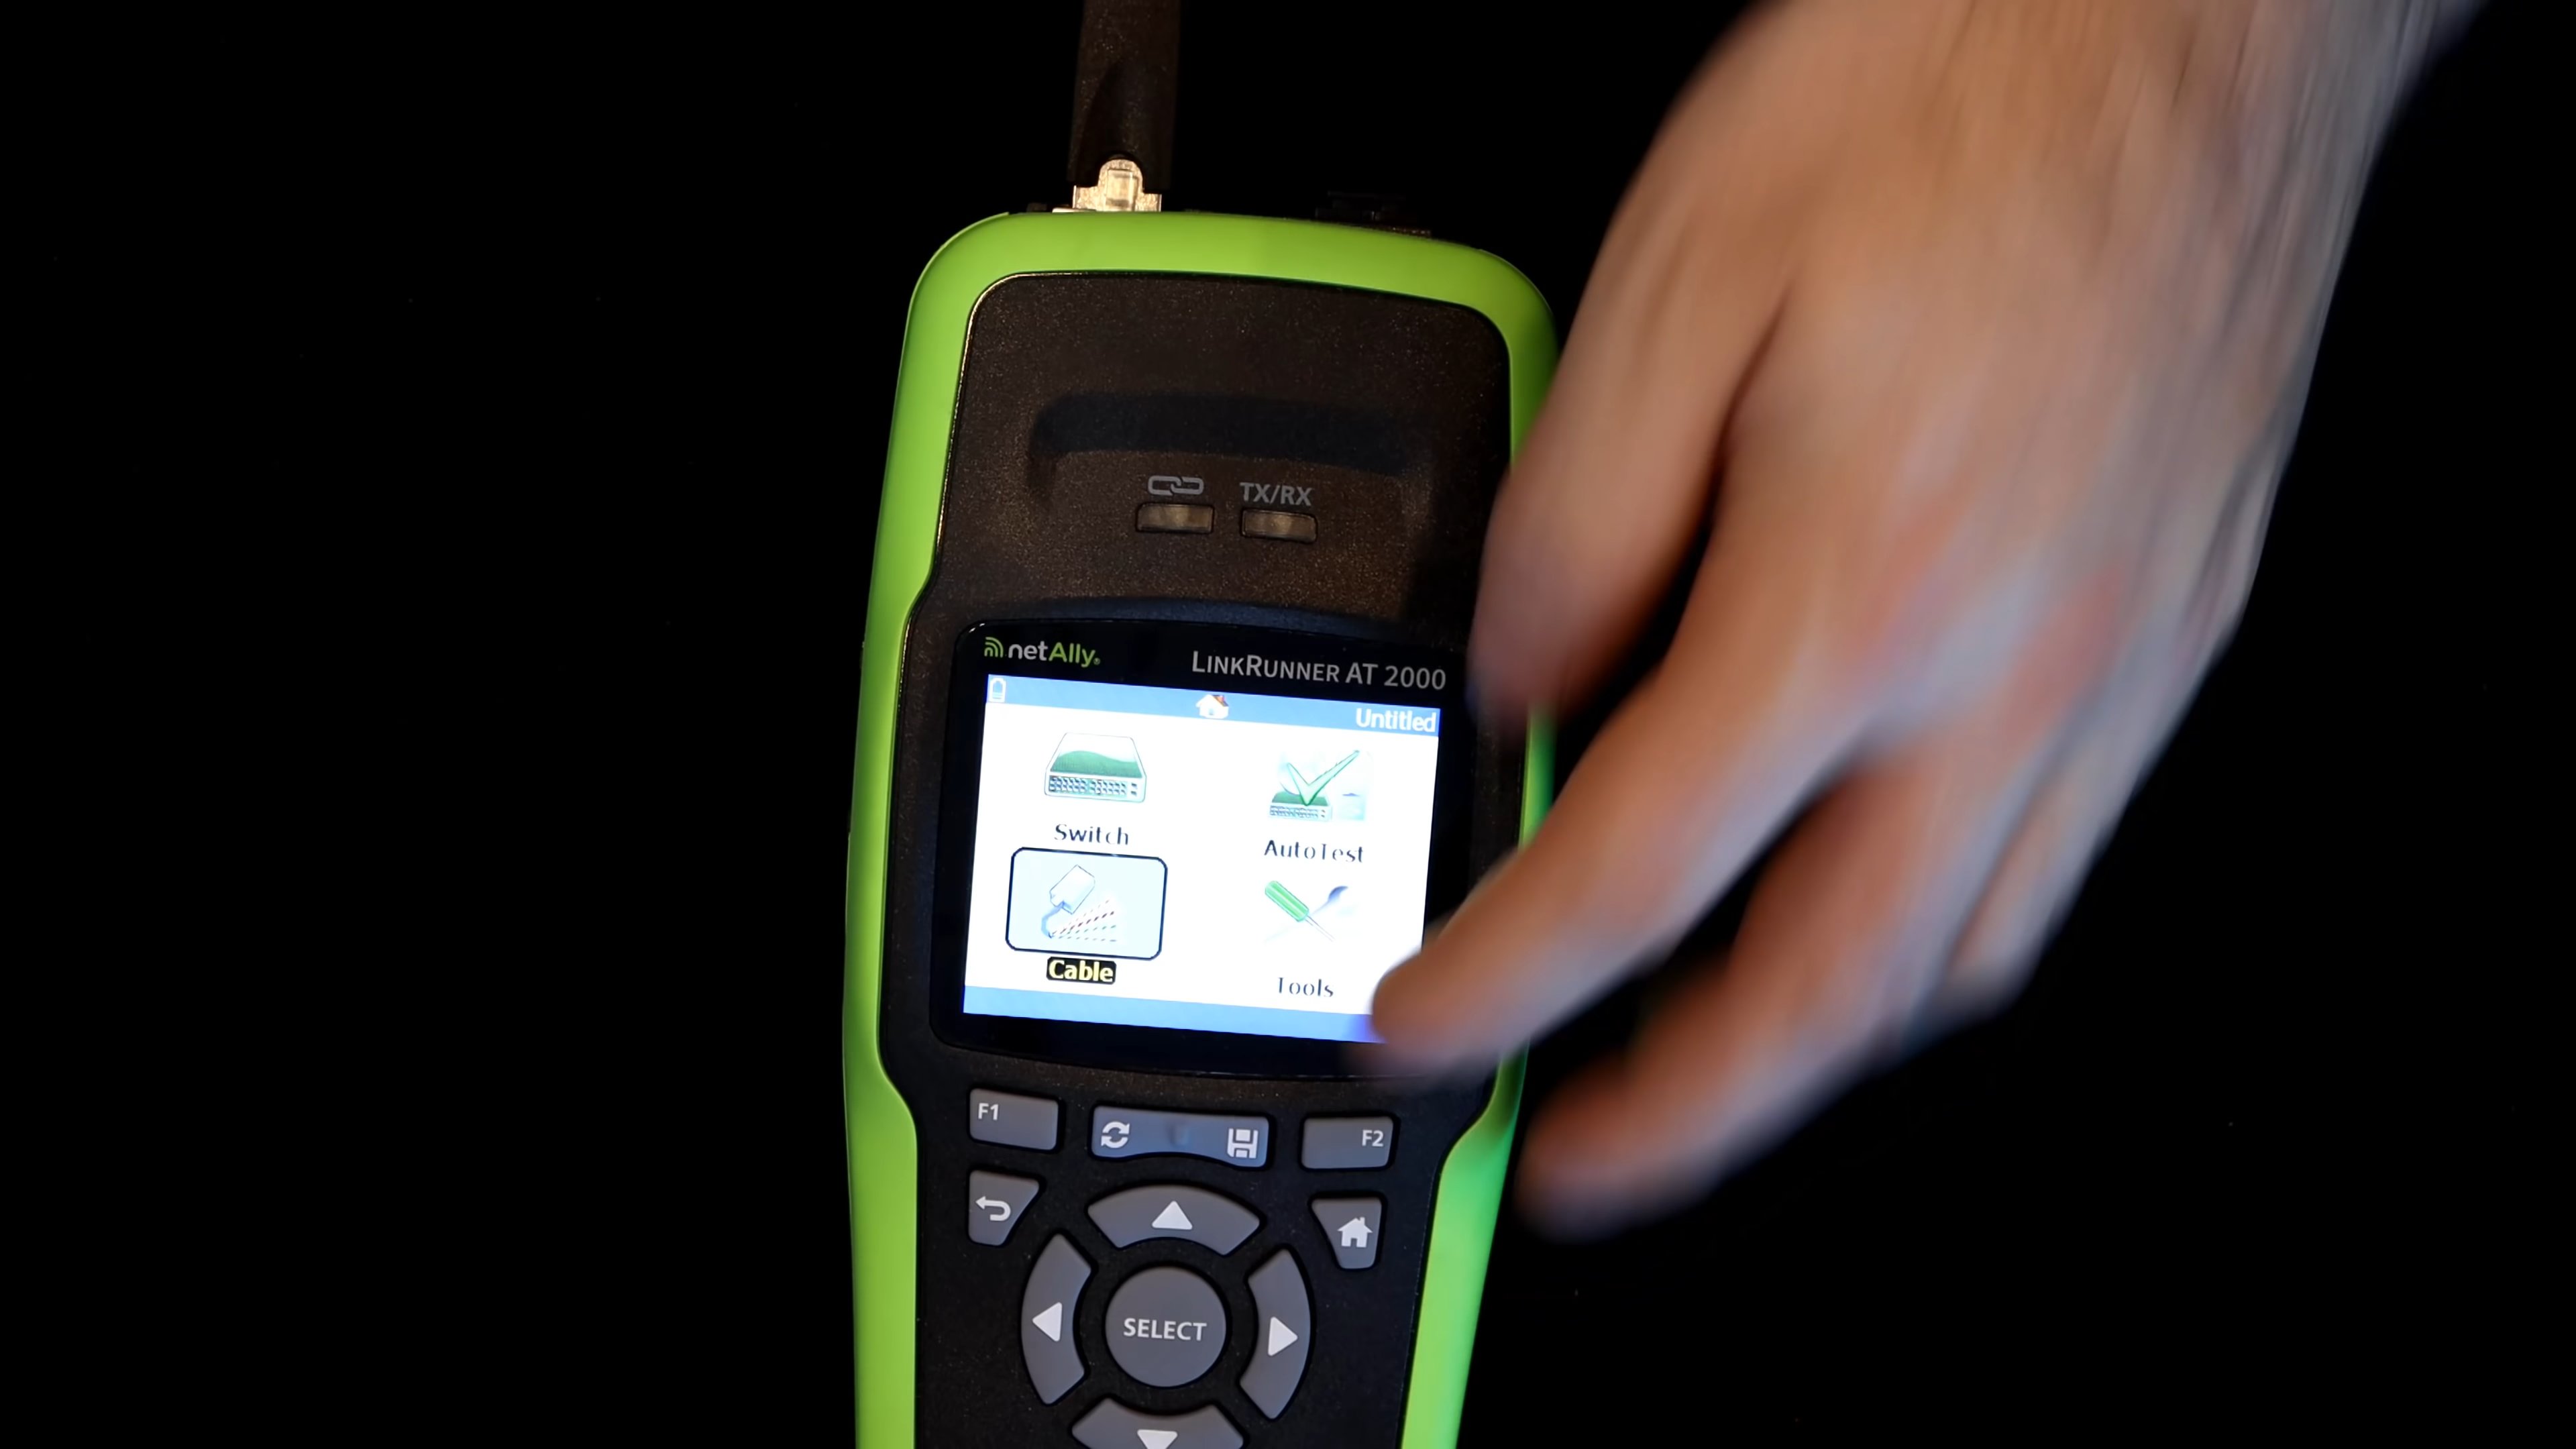 TX/RX
netAlly®
LINKRUNNER AT 2000
Untitled
Switch
AutoTest
Cable
Tools
F1
F2
SELECT